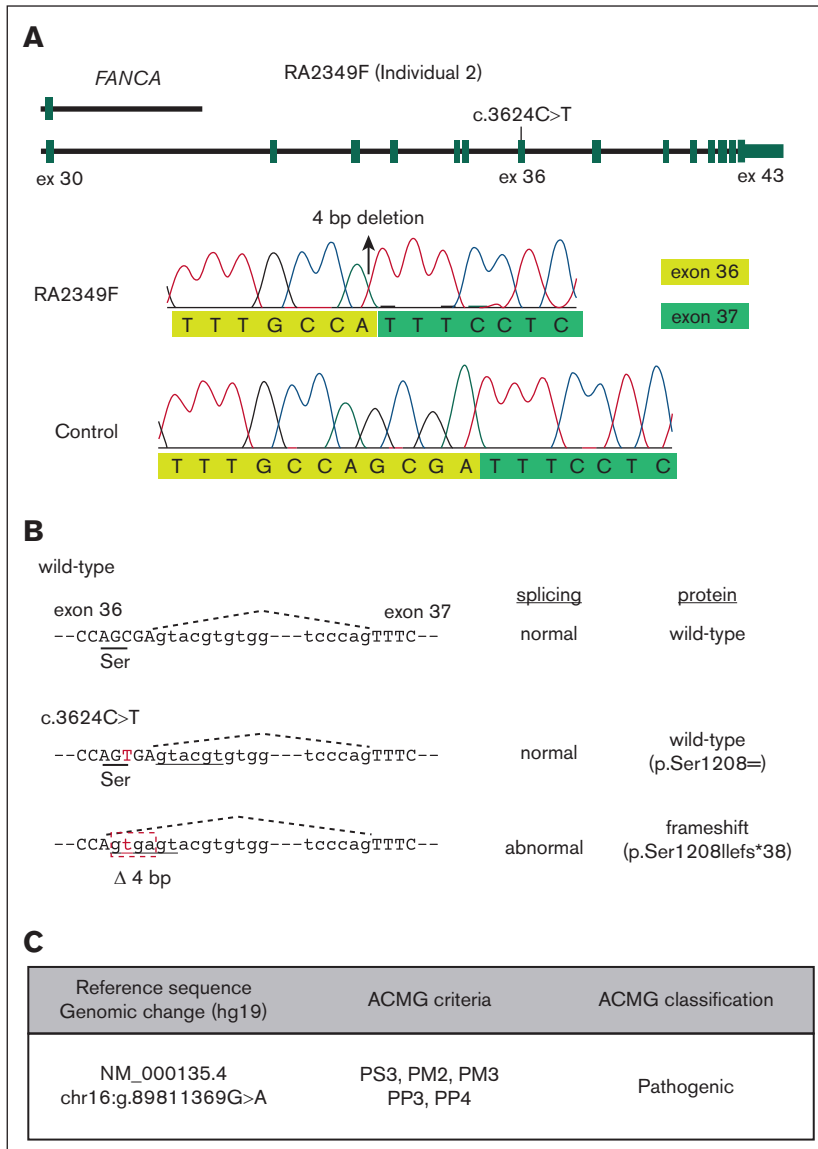 A
FANCA
RA2349F (Individual 2)
c.3624C>T
ex 30
ex 36
ex 43
4 bp deletion
RA2349F
T T T G C C A T T T C C T C
exon 36
exon 37
Control
T T T G C C A G C G A T T T C C T C
B
wild-type
exon 36
exon 37
splicing
protein
--CCAGCGAgtacgtgtgg---tcccagTTTC--
normal
wild-type
Ser
c.3624C>T
--CCAGTGAgtacgtgtgg---tcccagTTTC--
normal
wild-type
(p.Ser1208=)
Ser
--CCAgtgagtacgtgtgg---tcccagTTTC--
abnormal
frameshift
(p.Ser1208Ilefs*38)
Δ 4 bp
C
Reference sequence
Genomic change (hg19)
ACMG criteria
ACMG classification
NM_000135.4
chr16:g.89811369G>A
PS3, PM2, PM3
PP3, PP4
Pathogenic